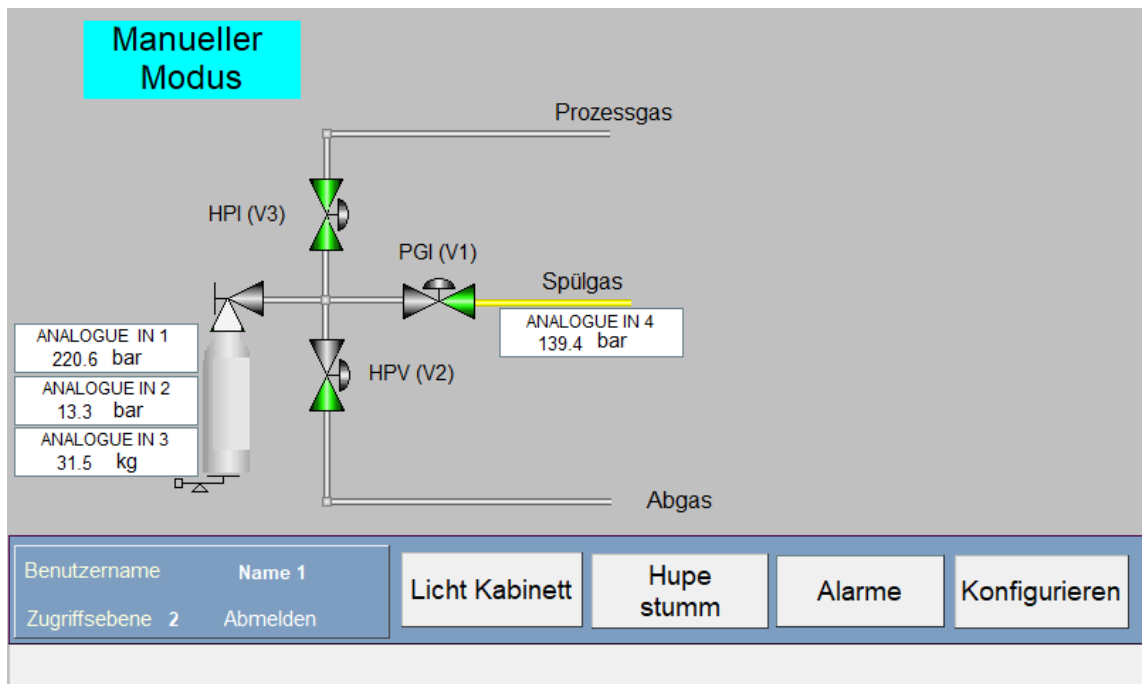 Manueller
Modus
Prozessgas
HPI (V3)
PGI (V1)
Spülgas
ANALOGUE IN 4
139.4 bar
ANALOGUE IN 1
220.6 bar
ANALOGUE IN 2
13.3 bar
ANALOGUE IN 3
31.5 kg
HPV (V2)
Abgas
Benutzername Name 1
Zugriffsebene 2 Abmelden
Licht Kabinett
Hupe
stumm
Alarme
Konfigurieren